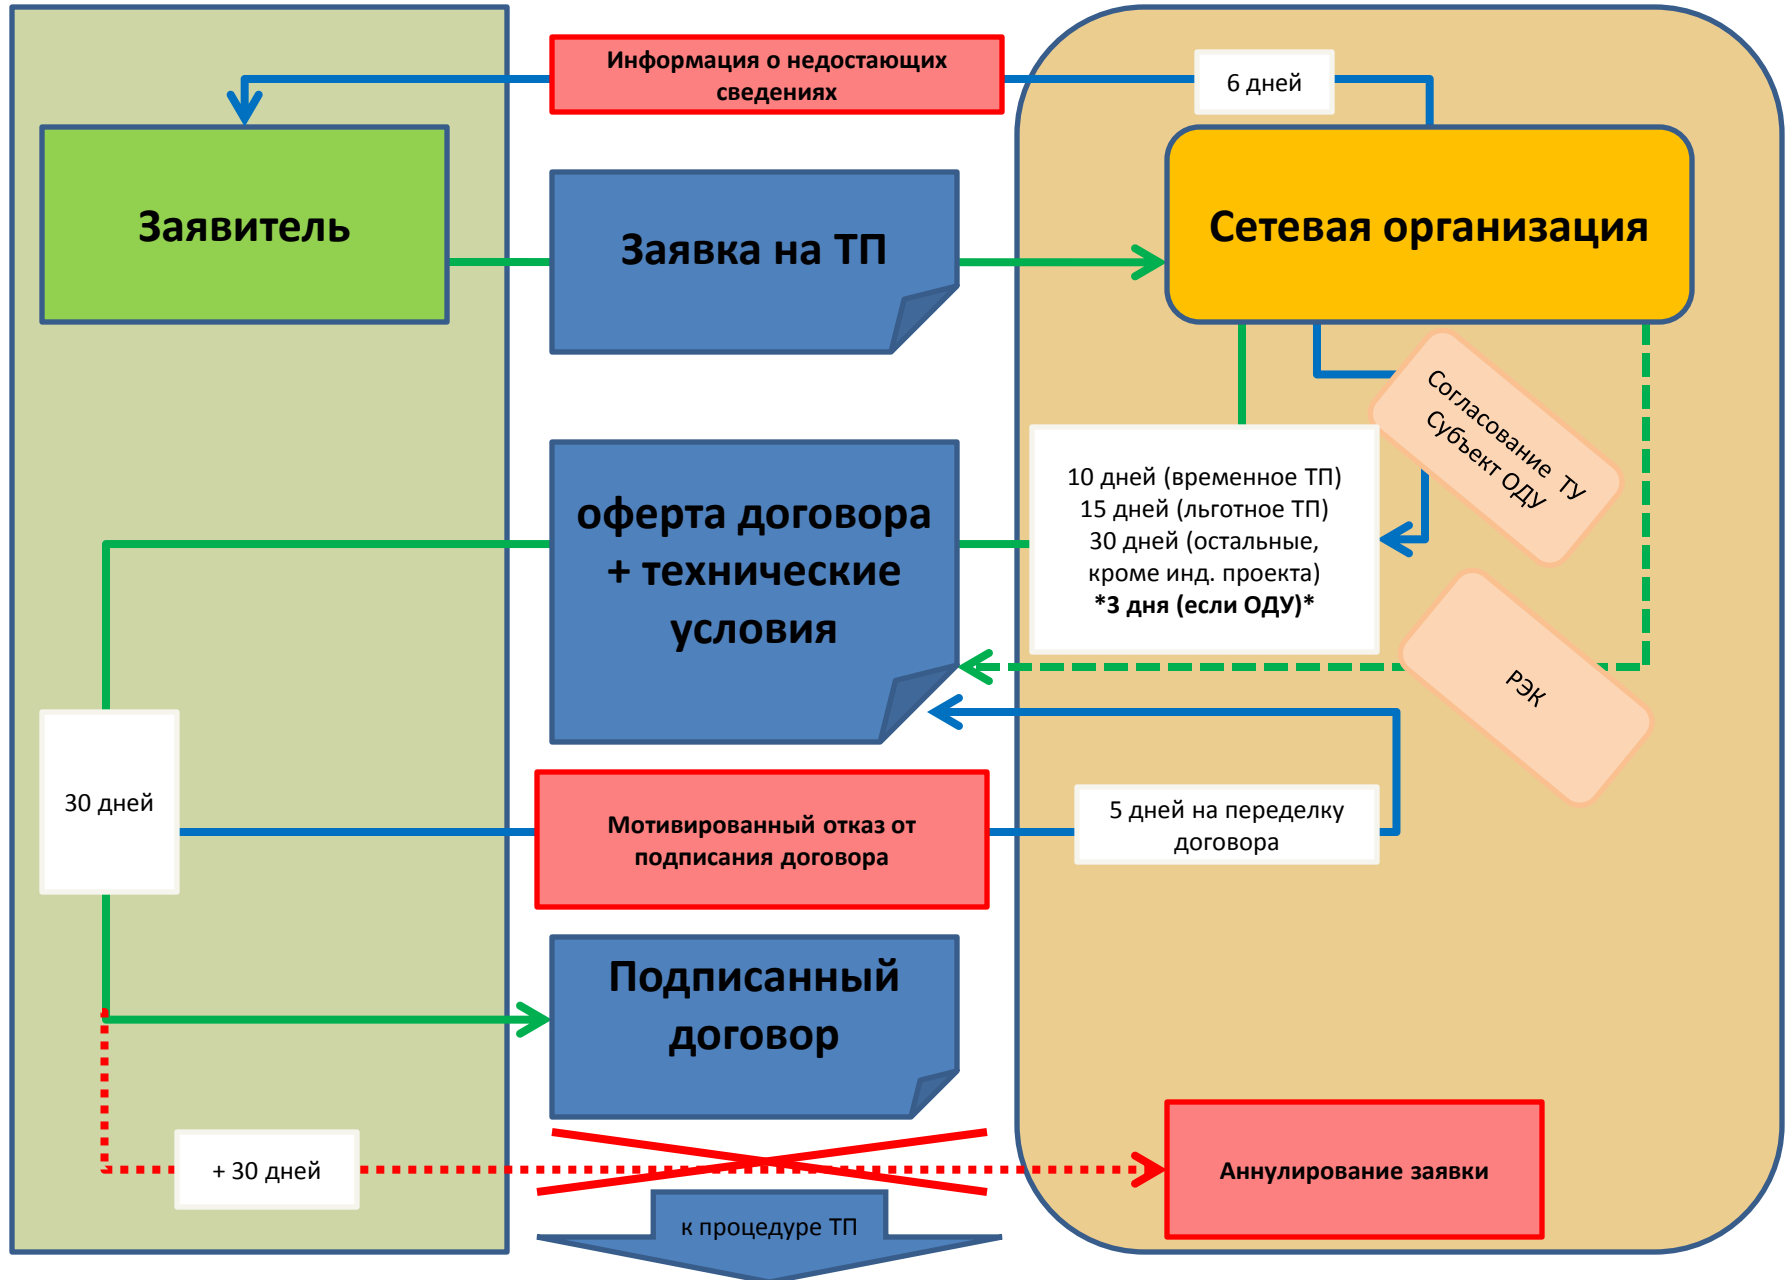 Информация о недостающих
сведениях
6 дней
Заявитель
Заявка на ТП
Сетевая организация
Согласование ТУ
Субъект ОДУ
оферта договора
+ технические
условия
10 дней (временное ТП)
15 дней (льготное ТП)
30 дней (остальные,
кроме инд. проекта)
*3 дня (если ОДУ)*
РЭК
30 дней
Мотивированный отказ от
подписания договора
5 дней на переделку
договора
Подписанный
договор
+ 30 дней
Аннулирование заявки
к процедуре ТП